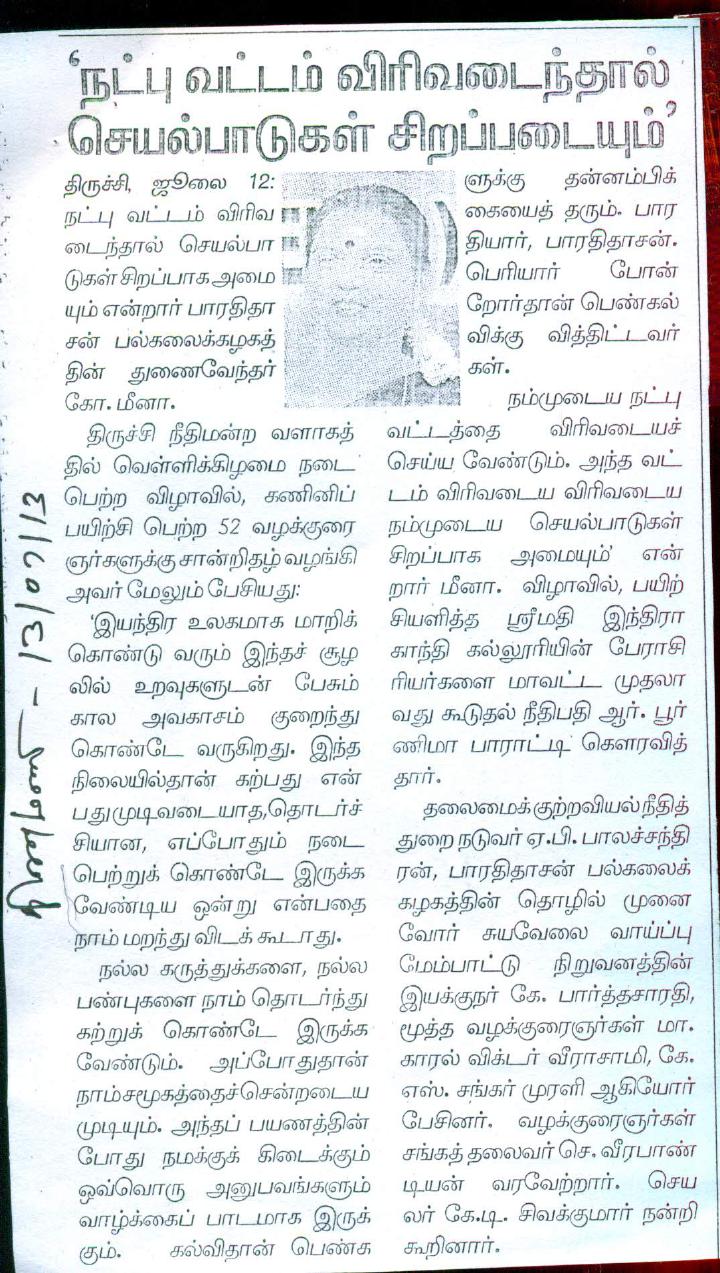 ‘நட்பு வட்டம் விரிவடைந்தால்
செயல்பாடுகள் சிறப்படையும்’
திருச்சி, ஜூலை 12:
நட்பு வட்டம் விரிவ
டைந்தால் செயல்பா
டுகள் சிறப்பாக அமை
யும் என்றார் பாரதிதா
சன் பல்கலைக்கழகத்
தின் துணைவேந்தர்
கோ. மீனா.
திருச்சி நீதிமன்ற வளாகத்
தில் வெள்ளிக்கிழமை நடை
பெற்ற விழாவில், கணினிப்
பயிற்சி பெற்ற 52 வழக்குரை
ஞர்களுக்கு சான்றிதழ் வழங்கி
அவர் மேலும் பேசியது:
‘இயந்திர உலகமாக மாறிக்
கொண்டு வரும் இந்தச் சூழ
லில் உறவுகளுடன் பேசும்
கால அவகாசம் குறைந்து
கொண்டே வருகிறது. இந்த
நிலையில்தான் கற்பது என்
பது முடிவடையாத, தொடர்ச்
சியான, எப்போதும் நடை
பெற்றுக் கொண்டே இருக்க
வேண்டிய ஒன்று என்பதை
நாம் மறந்து விடக் கூடாது.
நல்ல கருத்துக்களை, நல்ல
பண்புகளை நாம் தொடர்ந்து
கற்றுக் கொண்டே இருக்க
வேண்டும். அப்போதுதான்
நாம் சமூகத்தைச் சென்றடைய
முடியும். அந்தப் பயணத்தின்
போது நமக்குக் கிடைக்கும்
ஒவ்வொரு அனுபவங்களும்
வாழ்க்கைப் பாடமாக இருக்
கும். கல்விதான் பெண்க
ளுக்கு தன்னம்பிக்
கையைத் தரும். பார
தியார், பாரதிதாசன்.
பெரியார் போன்
றோர்தான் பெண்கல்
விக்கு வித்திட்டவர்
கள்.
நம்முடைய நட்பு
வட்டத்தை விரிவடையச்
செய்ய வேண்டும். அந்த வட்
டம் விரிவடைய விரிவடைய
நம்முடைய செயல்பாடுகள்
சிறப்பாக அமையும்’ என்
றார் மீனா. விழாவில், பயிற்
சியளித்த ஸ்ரீமதி இந்திரா
காந்தி கல்லூரியின் பேராசி
ரியர்களை மாவட்ட முதலா
வது கூடுதல் நீதிபதி ஆர். பூர்
ணிமா பாராட்டி கௌரவித்
தார்.
தலைமைக் குற்றவியல் நீதித்
துறை நடுவர் ஏ.பி. பாலச்சந்தி
ரன், பாரதிதாசன் பல்கலைக்
கழகத்தின் தொழில் முனை
வோர் சுயவேலை வாய்ப்பு
மேம்பாட்டு நிறுவனத்தின்
இயக்குநர் கே. பார்த்தசாரதி,
மூத்த வழக்குரைஞர்கள் மா.
காரல் விக்டர் வீராசாமி, கே.
எஸ். சங்கர் முரளி ஆகியோர்
பேசினர். வழக்குரைஞர்கள்
சங்கத் தலைவர் செ. வீரபாண்
டியன் வரவேற்றார். செய
லர் கே.டி. சிவக்குமார் நன்றி
கூறினார்.
தினமணி – 13/07/13